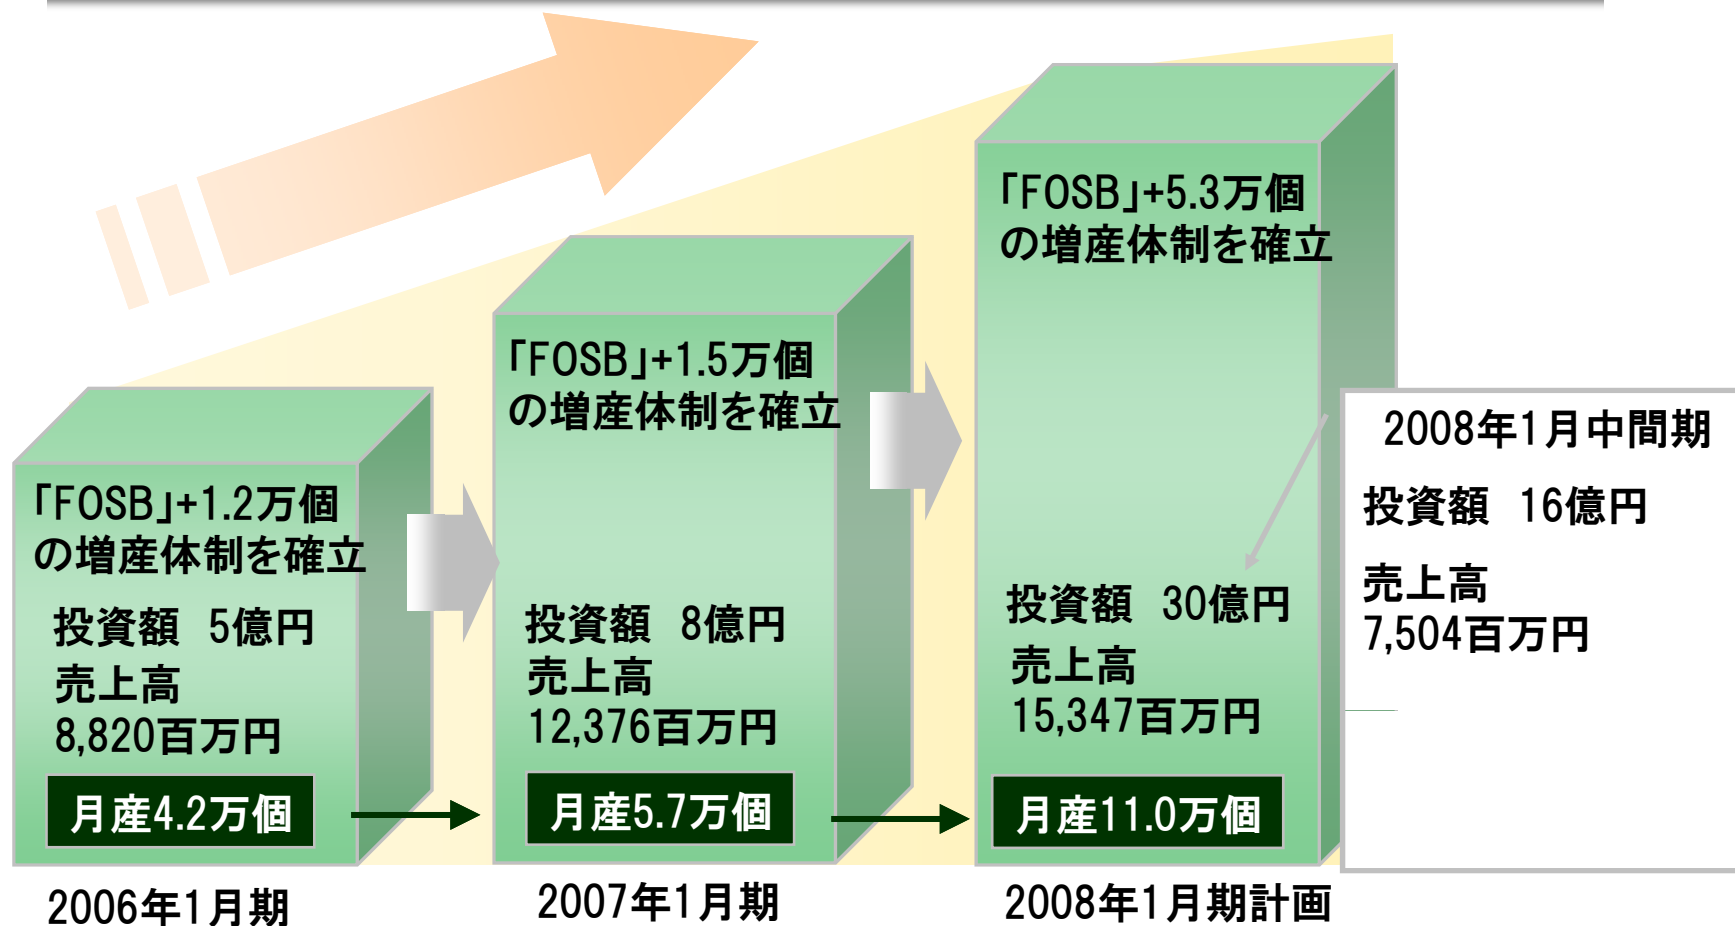 「FOSB」+1.2万個
の増産体制を確立
投資額　5億円
売上高
8,820百万円
月産4.2万個
2006年1月期
「FOSB」+1.5万個
の増産体制を確立
投資額　8億円
売上高
12,376百万円
月産5.7万個
2007年1月期
「FOSB」+5.3万個
の増産体制を確立
投資額　30億円
売上高
15,347百万円
月産11.0万個
2008年1月期計画
2008年1月中間期
投資額　16億円
売上高
7,504百万円